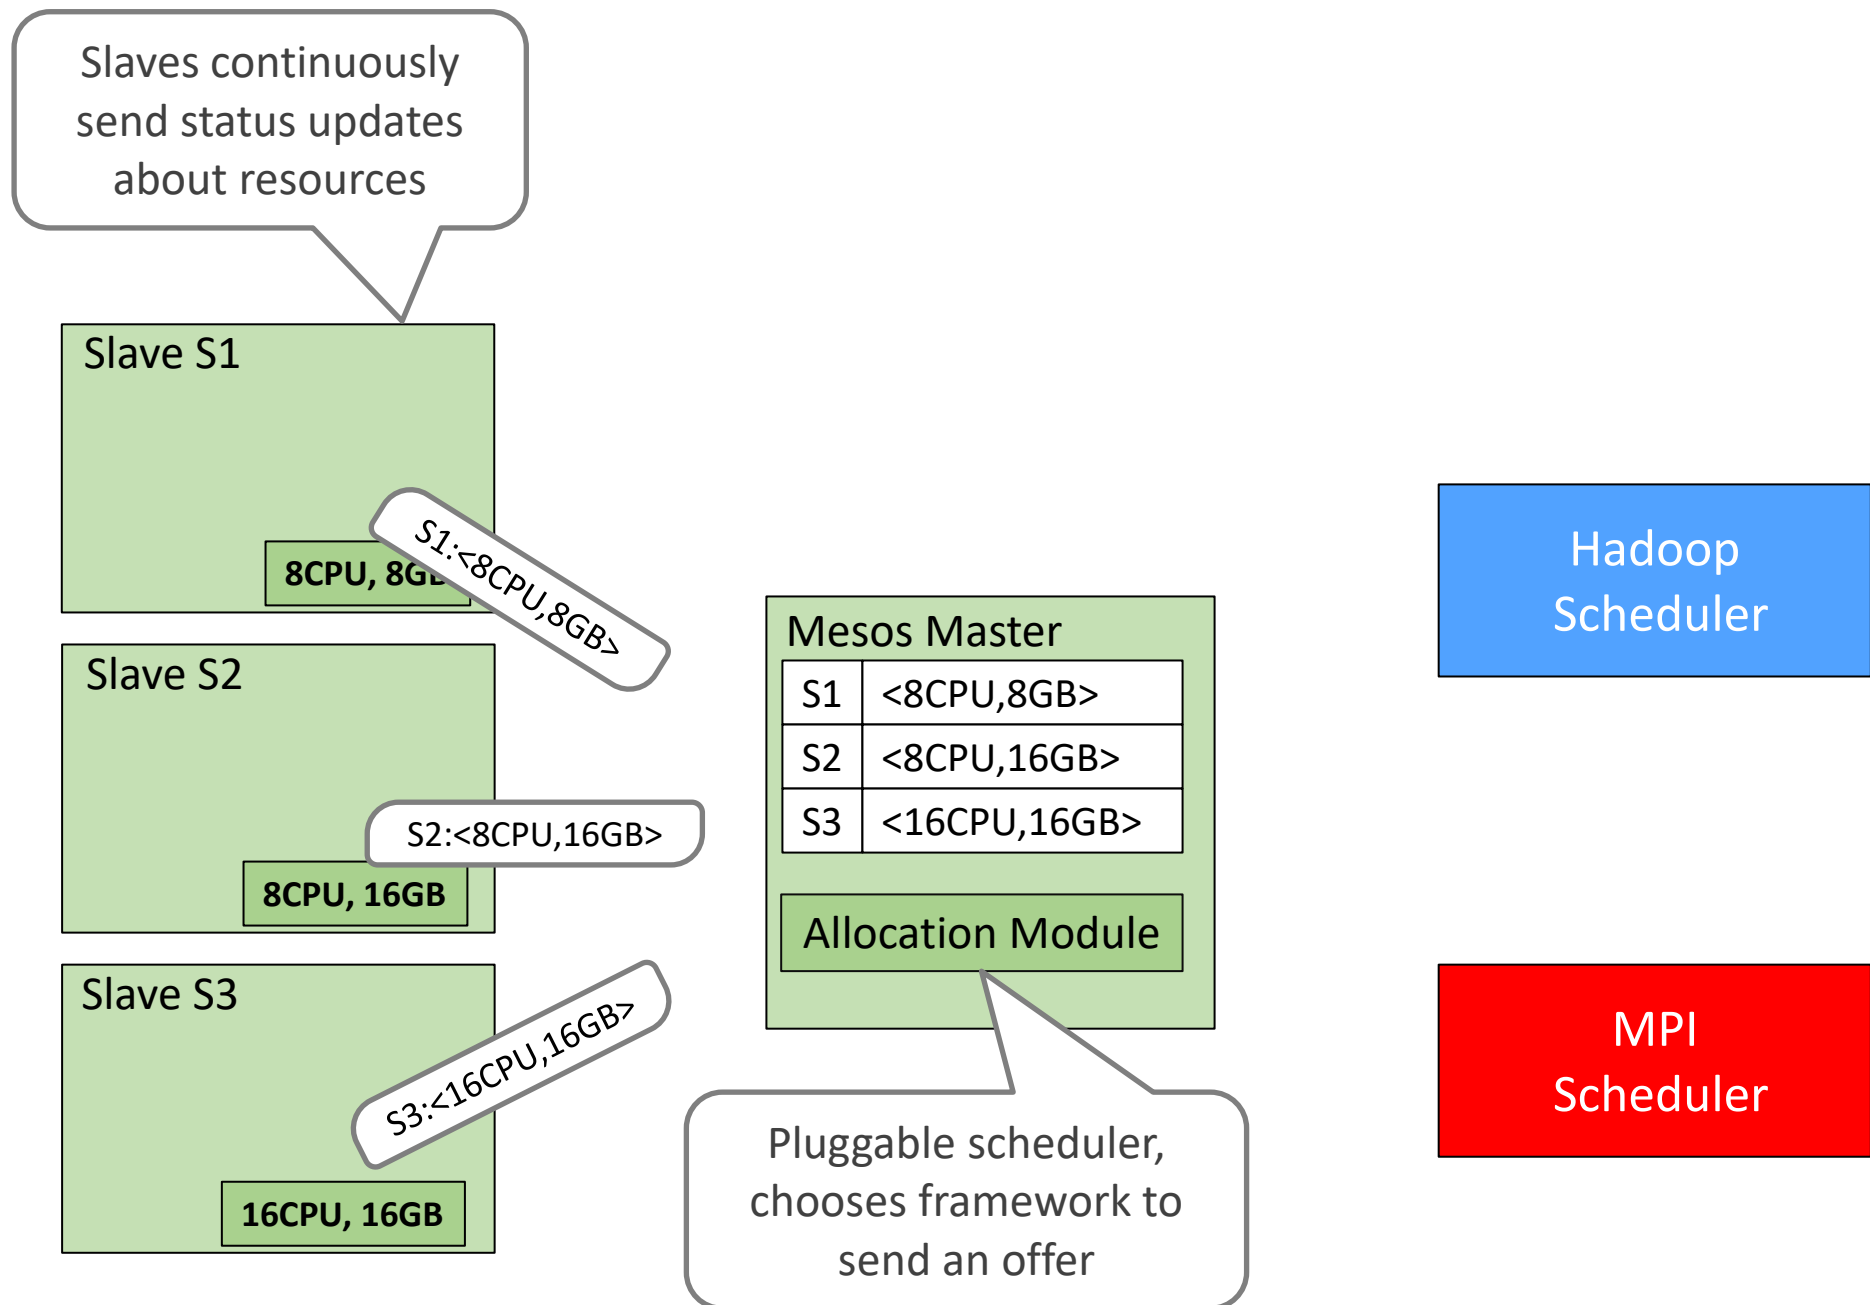 Slaves continuously
send status updates
about resources
Slave S1
8CPU, 8GB
S1:<8CPU,8GB>
Slave S2
S2:<8CPU,16GB>
8CPU, 16GB
Slave S3
S3:<16CPU,16GB>
16CPU, 16GB
Mesos Master
S1 <8CPU,8GB>
S2 <8CPU,16GB>
S3 <16CPU,16GB>
Allocation Module
Pluggable scheduler,
chooses framework to
send an offer
Hadoop
Scheduler
MPI
Scheduler